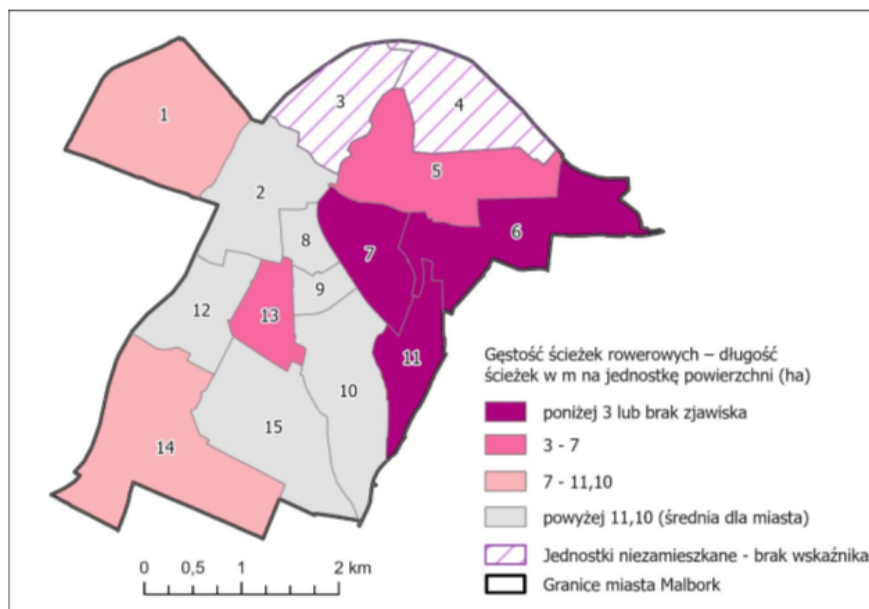 1
3
4
5
2
6
8
7
9
12
13
11
10
15
14
Gęstość ścieżek rowerowych – długość
ścieżek w m na jednostkę powierzchni (ha)
poniżej 3 lub brak zjawiska
3 - 7
7 - 11,10
powyżej 11,10 (średnia dla miasta)
Jednostki niezamieszkane - brak wskaźnika
Granice miasta Malbork
0 0,5 1 2 km